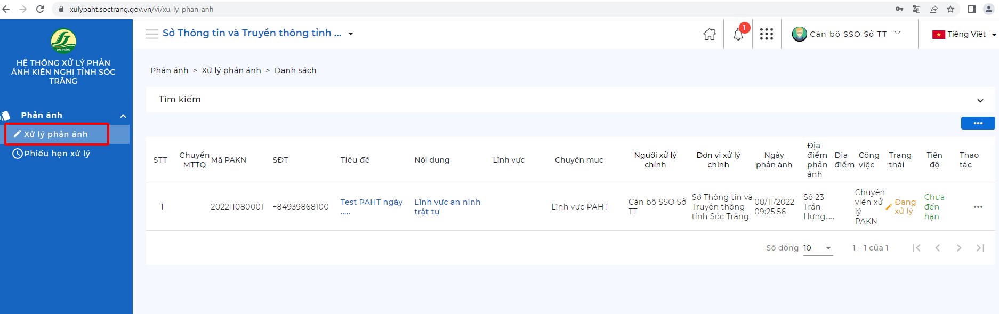 xulypaht.soctrang.gov.vn/vi/xu-ly-phan-anh
SÓC TRĂNG
HỆ THỐNG XỬ LÝ PHẢN
ÁNH KIẾN NGHỊ TỈNH SÓC
TRĂNG
Phản ánh
Xử lý phản ánh
Phiếu hẹn xử lý
Sở Thông tin và Truyền thông tỉnh ...
1
Cán bộ SSO Sở TT
Tiếng Việt
Phản ánh > Xử lý phản ánh > Danh sách
Tìm kiếm
STT
Chuyển
MTTQ
Mã PAKN
SĐT
Tiêu đề
Nội dung
Lĩnh vực
Chuyên mục
Người xử lý
chính
Đơn vị xử lý
chính
Ngày
phản ánh
Địa
điểm
phản
ánh
Địa
điểm
Công
việc
Trạng
thái
Tiến
độ
Thao
tác
1
202211080001
+84939868100
Test PAHT ngày
.....
Lĩnh vực an ninh
trật tự
Lĩnh vực PAHT
Cán bộ SSO Sở
TT
Sở Thông tin và
Truyền thông
tỉnh Sóc Trăng
08/11/2022
09:25:56
Số 23
Trần
Hưng.....
Chuyên
viên xử
lý
PAKN
Đang
xử lý
Chưa
đến
hạn
Số dòng 10
1 – 1 của 1